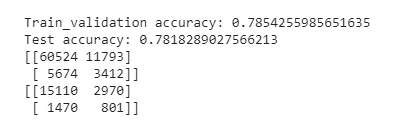 Train_validation accuracy: 0.7854255985651635
Test accuracy: 0.7818289027566213
[[60524 11793]
 [ 5674  3412]]
[[15110  2970]
 [ 1470   801]]